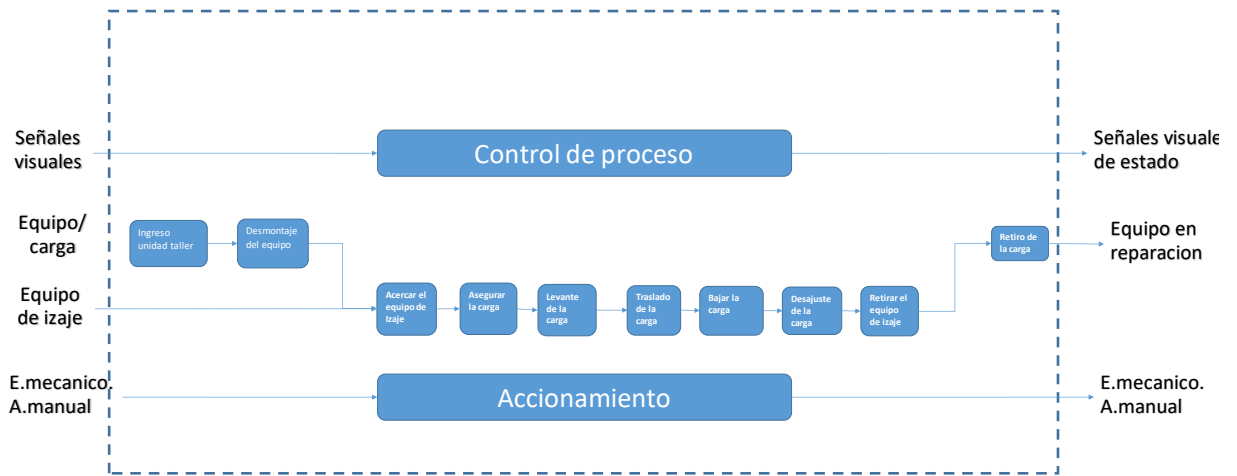 Señales
visuales
Control de proceso
Señales visuale
de estado
Equipo/
carga
Ingreso
unidad taller
Desmontaje
del equipo
Retiro de
la carga
Equipo en
reparacion
Equipo
de izaje
Acercar el
equipo de
Izaje
Asegurar
la carga
Levante
de la
carga
Traslado
de la
carga
Bajar la
carga
Desajuste
de la
carga
Retirar el
equipo
de izaje
E.mecanico.
A.manual
Accionamiento
E.mecanico.
A.manual